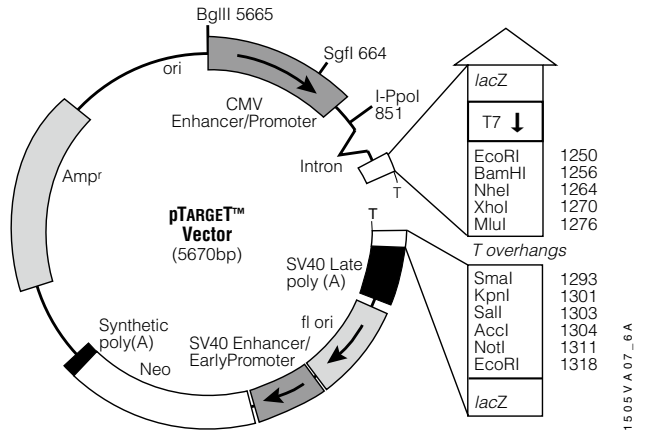 BglII 5665
SgfI 664
ori
I-PpoI
851
CMV
Enhancer/Promoter
Intron
T
Ampr
pTARGET™
Vector
(5670bp)
T
SV40 Late
poly (A)
fl ori
SV40 Enhancer/
EarlyPromoter
Synthetic
poly(A)
Neo
lacZ
T7
EcoRI 1250
BamHI 1256
NheI 1264
XhoI 1270
MluI 1276
T overhangs
SmaI 1293
KpnI 1301
SalI 1303
AccI 1304
NotI 1311
EcoRI 1318
lacZ
1505VA07_6A